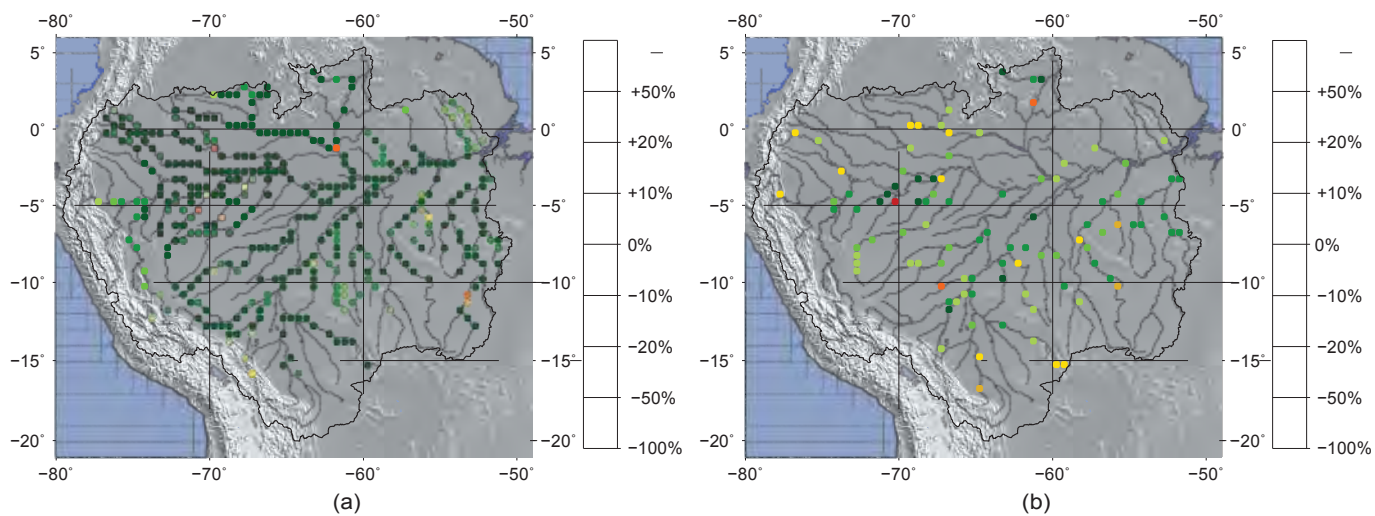 −80 −70 −60 −50 −80 −70 −60 −50
5˚ 5˚ — 5˚ 5˚ —
+50% +50%
0˚ 0˚ +20% 0˚ 0˚ +20%
+10% +10%
−5˚ −5˚ −5˚ −5˚
0% 0%
−10˚ −10˚ −10% −10˚ −10˚ −10%
−15˚ −15˚ −20% −15˚ −15˚ −20%
−50% −50%
−20˚ −20˚ −100% −20˚ −20˚ −100%
−80 −70 −60 −50 −80 −70 −60 −50
(a) (b)